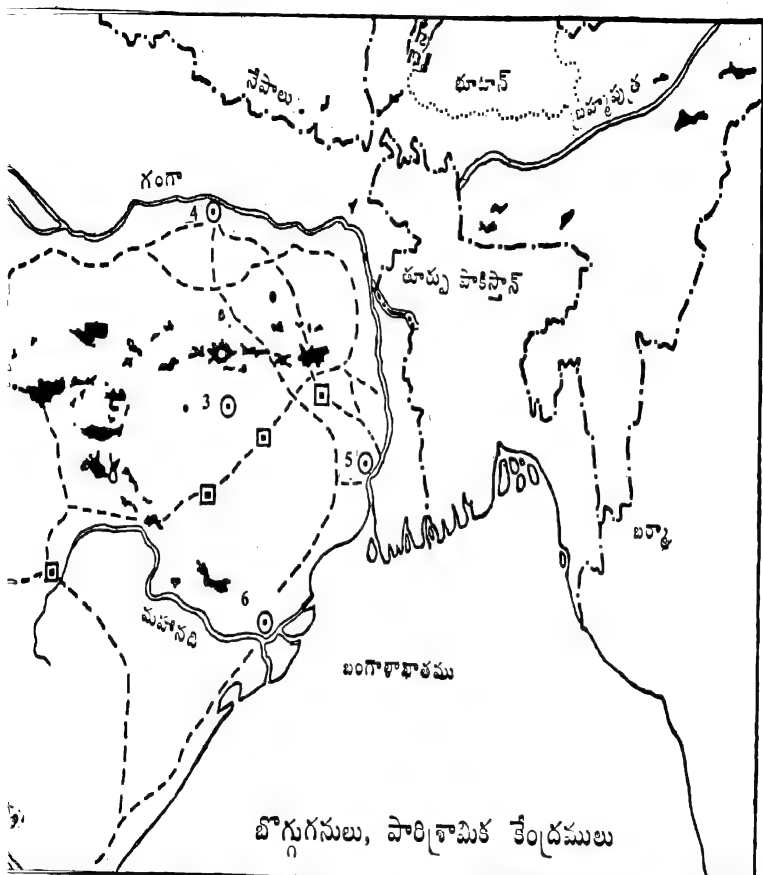 నేపాలు
భూటాన్
బ్రహ్మపుత్ర
గంగా
4
తూర్పు పాకిస్తాన్
3
5
బర్మా
6
మహానది
బంగాళాఖాతము
బొగ్గుగనులు, పారిశ్రామిక కేంద్రములు